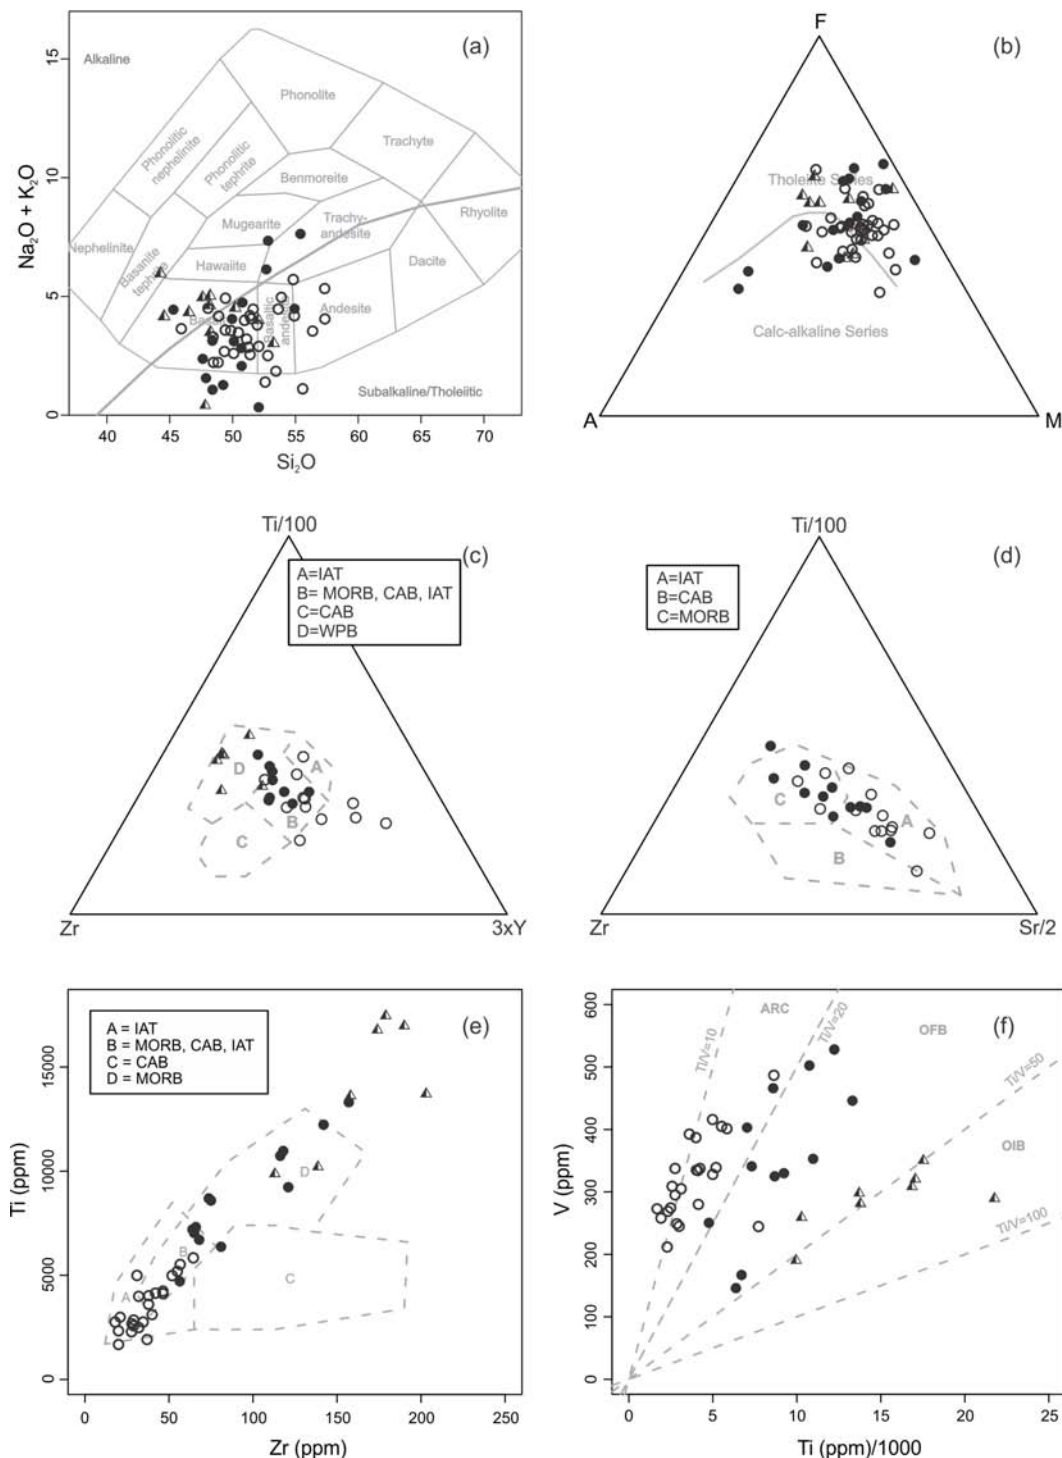 (a)
Alkaline
Phonolite
Phonolitic
nephelinite
Phonolitic
tephrite
Trachyte
Benmoreite
Mugearite
Trachy-
andesite
Rhyolite
Nephelinite
Basanite
tephrite
Hawaiite
Dacite
Basaltic
andesite
Andesite
Subalkaline/Tholeiitic
Na2O + K2O
0
5
10
15
40
45
50
55
60
65
70
Si2O
F
(b)
Tholeiite Series
Calc-alkaline Series
A
M
Ti/100
(c)
A=IAT
B= MORB, CAB, IAT
C=CAB
D=WPB
D
A
B
C
Zr
3xY
Ti/100
(d)
A=IAT
B=CAB
C=MORB
C
A
B
Zr
Sr/2
(e)
A = IAT
B = MORB, CAB, IAT
C = CAB
D = MORB
D
B
C
A
Ti (ppm)
0
5000
10000
15000
0
50
100
150
200
250
Zr (ppm)
(f)
ARC
OFB
OIB
Ti/V=10
Ti/V=20
Ti/V=50
Ti/V=100
V (ppm)
0
100
200
300
400
500
600
0
5
10
15
20
25
Ti (ppm)/1000